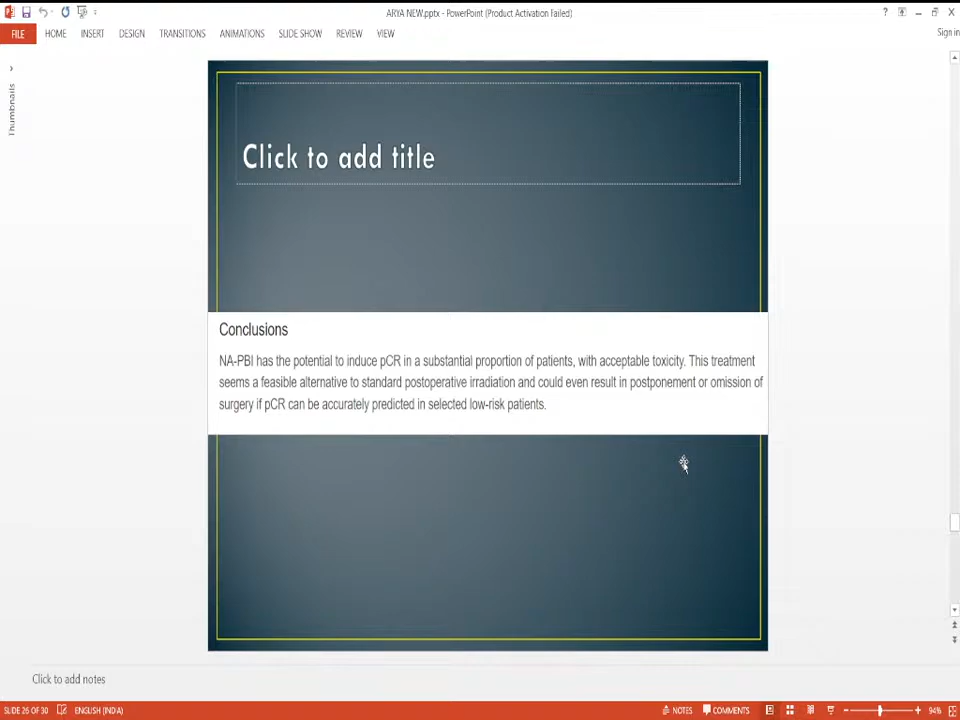 ARYA NEW.pptx - PowerPoint (Product Activation Failed)
FILE HOME INSERT DESIGN TRANSITIONS ANIMATIONS SLIDE SHOW REVIEW VIEW
Sign in
Thumbnails
Click to add title
Conclusions
NA-PBI has the potential to induce pCR in a substantial proportion of patients, with acceptable toxicity. This treatment
seems a feasible alternative to standard postoperative irradiation and could even result in postponement or omission of
surgery if pCR can be accurately predicted in selected low-risk patients.
Click to add notes
SLIDE 26 OF 30 ENGLISH (INDIA) NOTES COMMENTS 94%